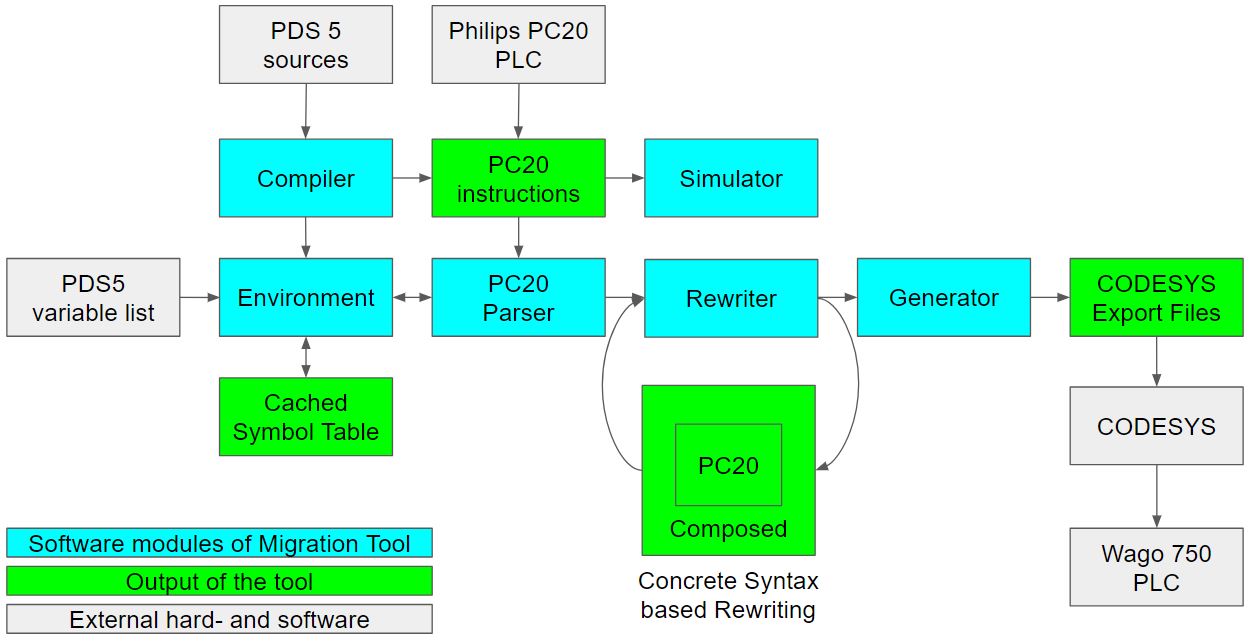 PDS 5
sources
Philips PC20
PLC
Compiler
PC20
instructions
Simulator
PDS5
variable list
Environment
PC20
Parser
Rewriter
Generator
CODESYS
Export Files
Cached
Symbol Table
PC20
Composed
CODESYS
Software modules of Migration Tool
Output of the tool
External hard- and software
Concrete Syntax
based Rewriting
Wago 750
PLC